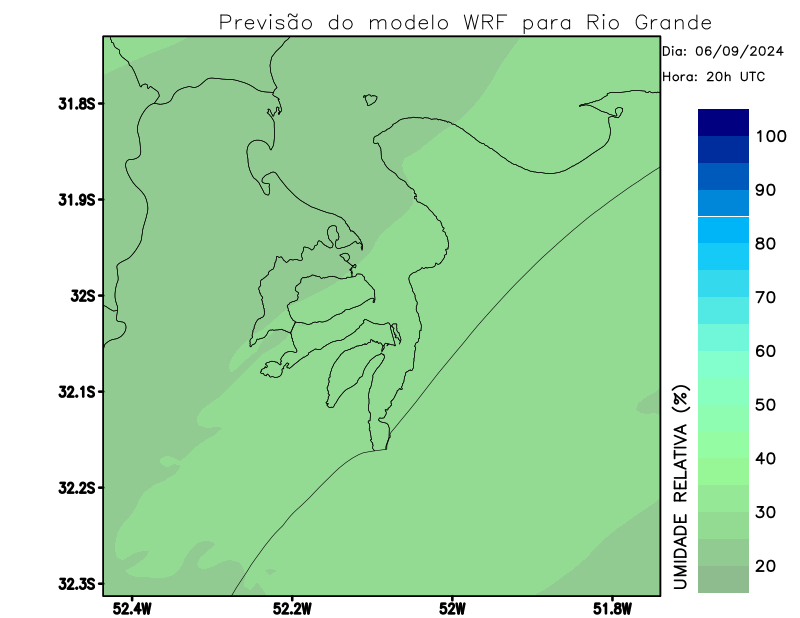 Previsão do modelo WRF para Rio Grande
Dia: 06/09/2024
Hora: 20h UTC
31.8S
31.9S
32S
32.1S
32.2S
32.3S
52.4W
52.2W
52W
51.8W
UMIDADE RELATIVA (%)
100
90
80
70
60
50
40
30
20